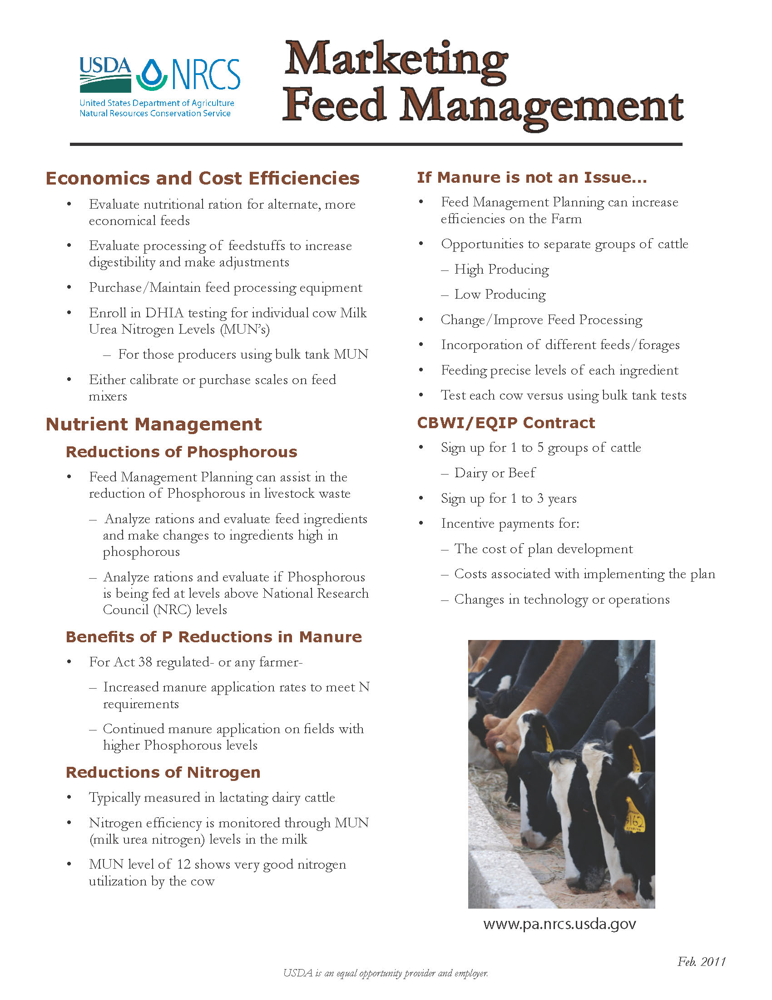 USDA NRCS
United States Department of Agriculture
Natural Resources Conservation Service
Marketing
Feed Management
Economics and Cost Efficiencies
• Evaluate nutritional ration for alternate, more
economical feeds
• Evaluate processing of feedstuffs to increase
digestibility and make adjustments
• Purchase/Maintain feed processing equipment
• Enroll in DHIA testing for individual cow Milk
Urea Nitrogen Levels (MUN's)
– For those producers using bulk tank MUN
• Either calibrate or purchase scales on feed
mixers
Nutrient Management
Reductions of Phosphorous
• Feed Management Planning can assist in the
reduction of Phosphorous in livestock waste
– Analyze rations and evaluate feed ingredients
and make changes to ingredients high in
phosphorous
– Analyze rations and evaluate if Phosphorous
is being fed at levels above National Research
Council (NRC) levels
Benefits of P Reductions in Manure
• For Act 38 regulated- or any farmer-
– Increased manure application rates to meet N
requirements
– Continued manure application on fields with
higher Phosphorous levels
Reductions of Nitrogen
• Typically measured in lactating dairy cattle
• Nitrogen efficiency is monitored through MUN
(milk urea nitrogen) levels in the milk
• MUN level of 12 shows very good nitrogen
utilization by the cow
If Manure is not an Issue...
• Feed Management Planning can increase
efficiencies on the Farm
• Opportunities to separate groups of cattle
– High Producing
– Low Producing
• Change/Improve Feed Processing
• Incorporation of different feeds/forages
• Feeding precise levels of each ingredient
• Test each cow versus using bulk tank tests
CBWI/EQIP Contract
• Sign up for 1 to 5 groups of cattle
– Dairy or Beef
• Sign up for 1 to 3 years
• Incentive payments for:
– The cost of plan development
– Costs associated with implementing the plan
– Changes in technology or operations
www.pa.nrcs.usda.gov
Feb. 2011
USDA is an equal opportunity provider and employer.